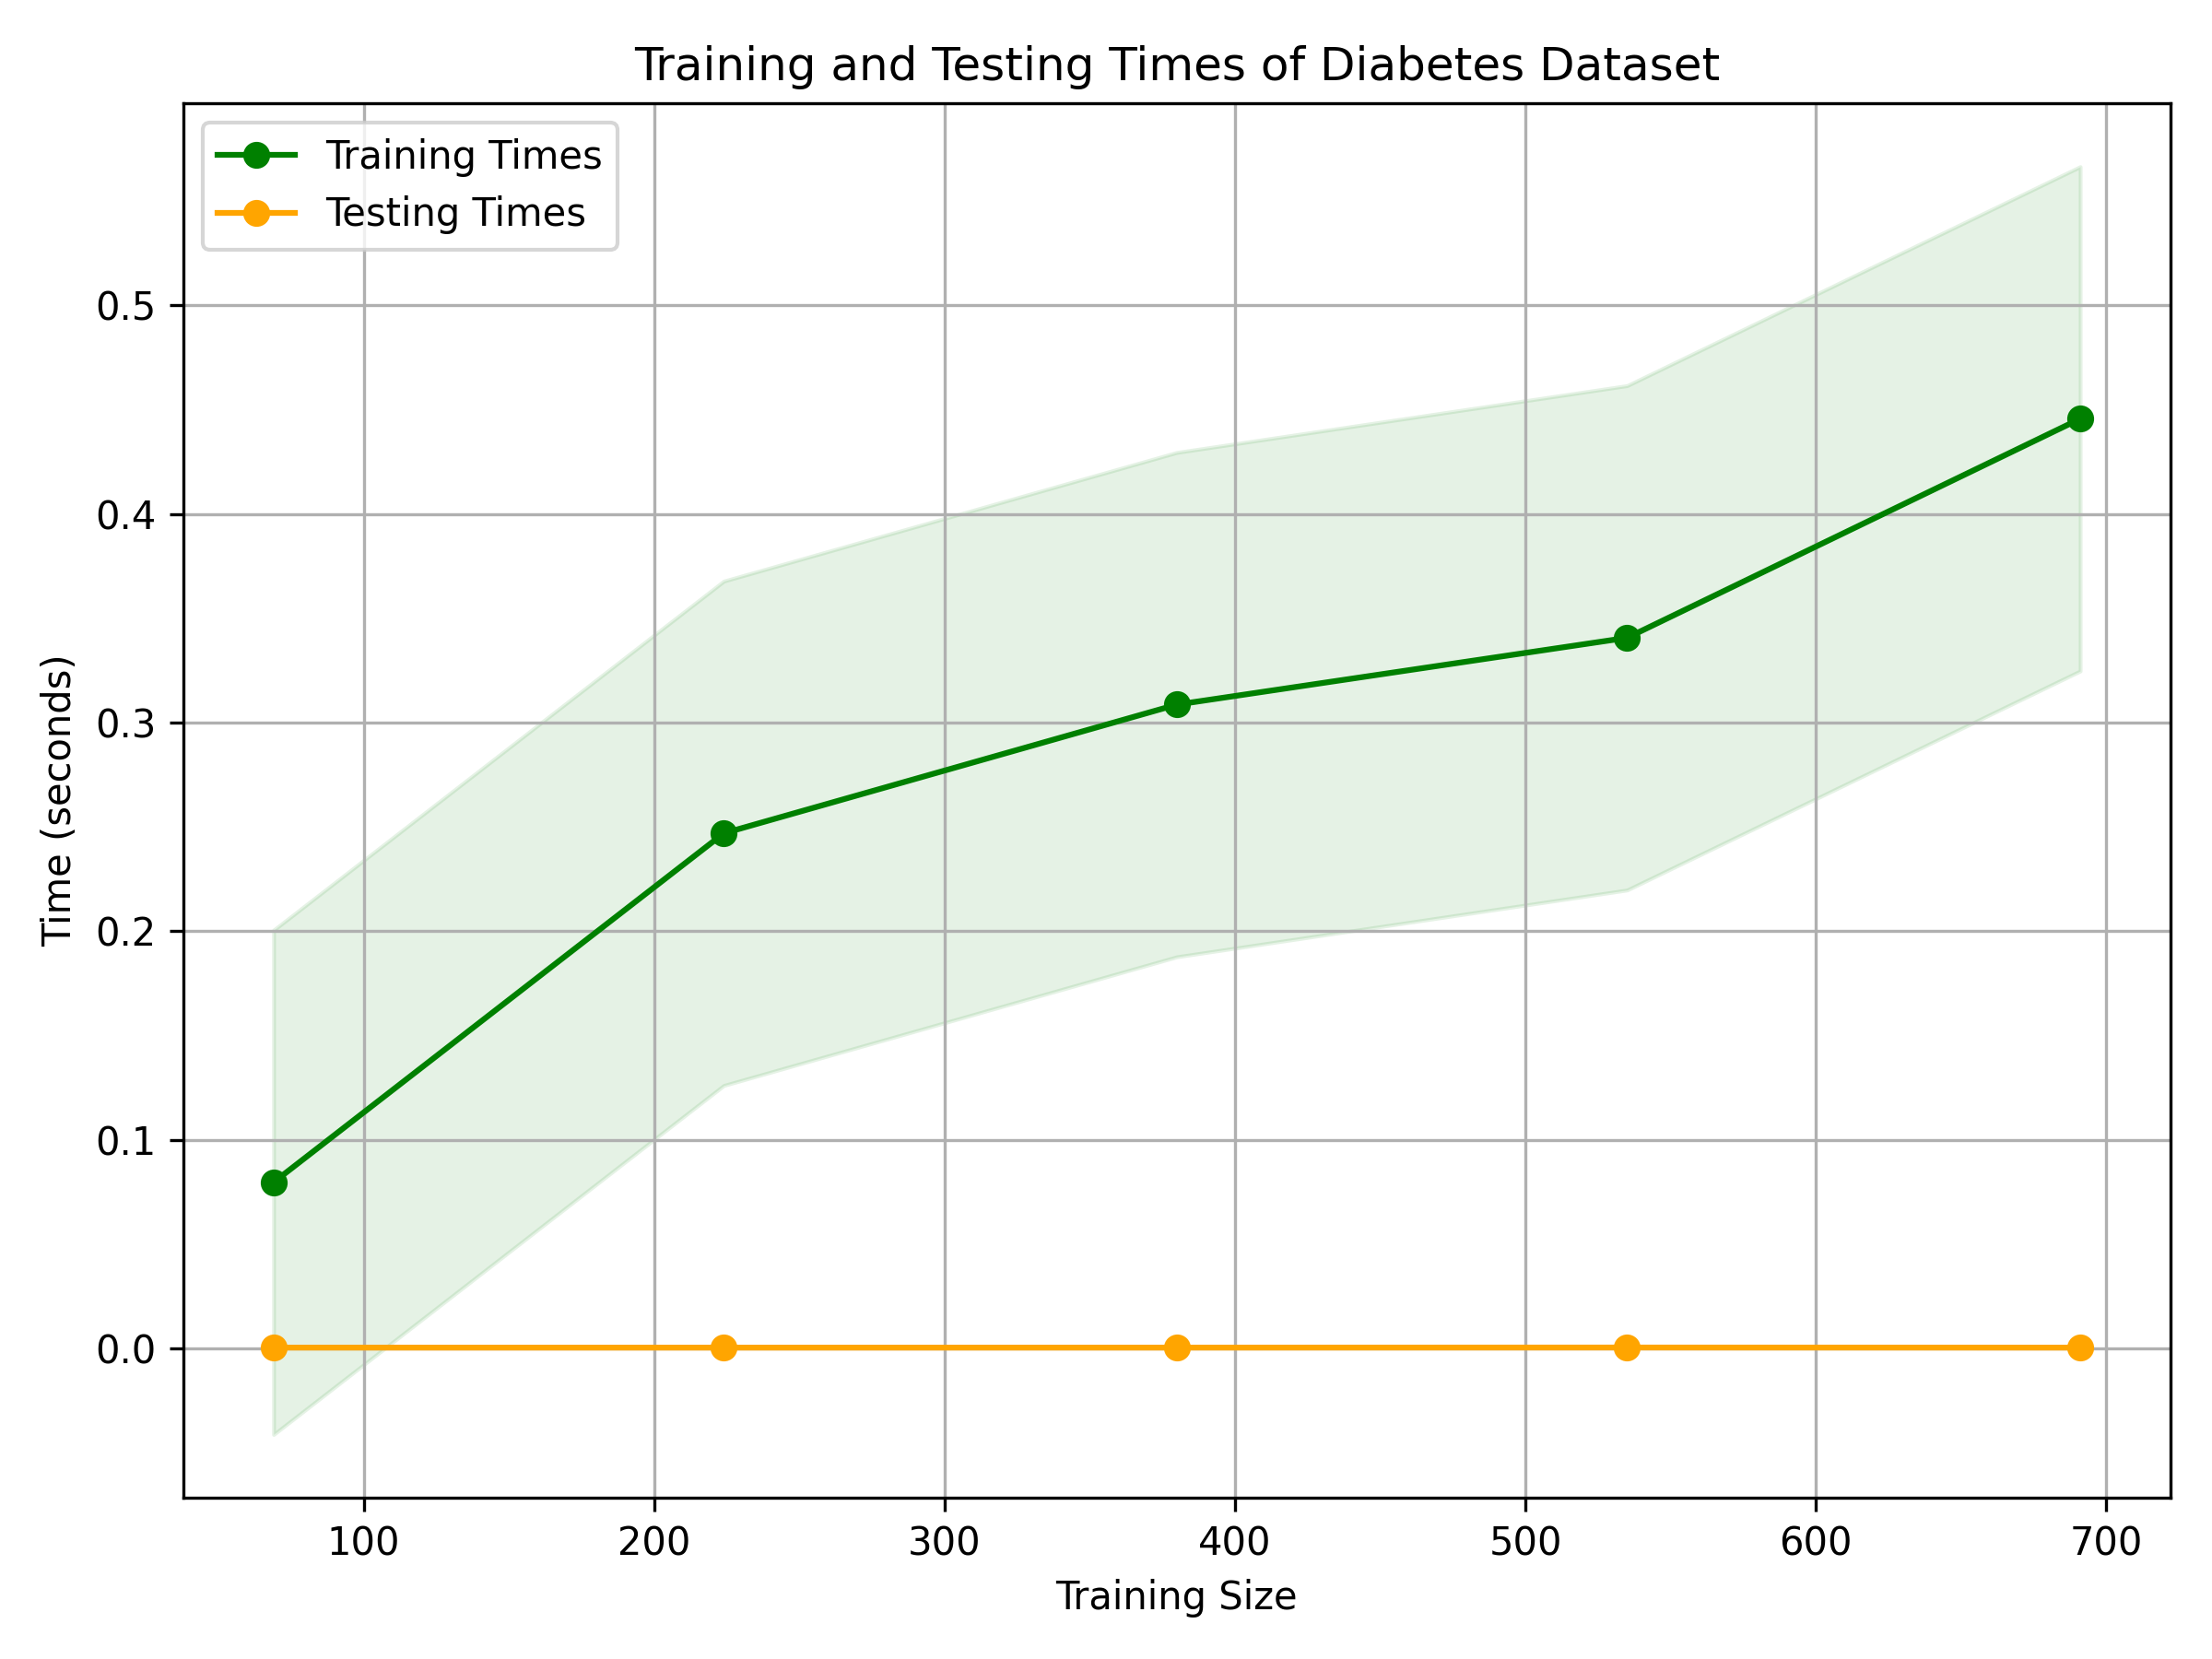 Training and Testing Times of Diabetes Dataset
Training Times
Testing Times
Time (seconds)
0.5
0.4
0.3
0.2
0.1
0.0
100 200 300 400 500 600 700
Training Size